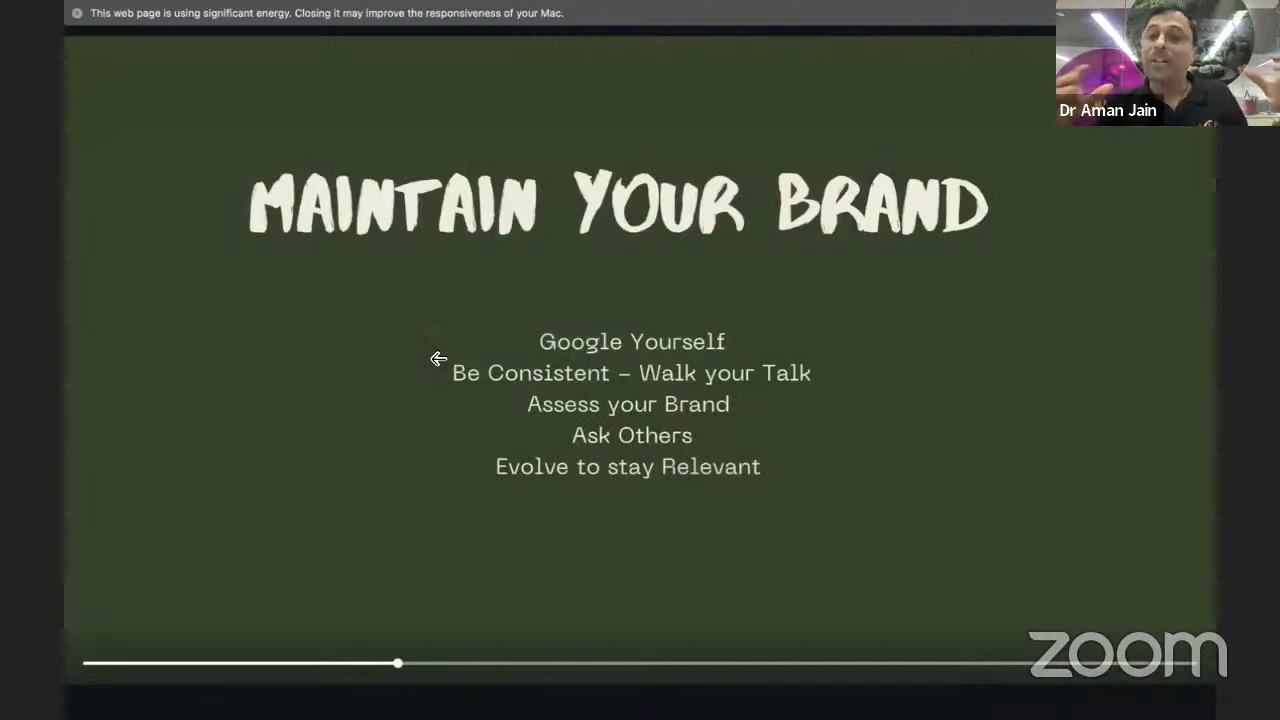 This web page is using significant energy. Closing it may improve the responsiveness of your Mac.
Dr Aman Jain
MAINTAIN YOUR BRAND
Google Yourself
Be Consistent - Walk your Talk
Assess your Brand
Ask Others
Evolve to stay Relevant
zoom